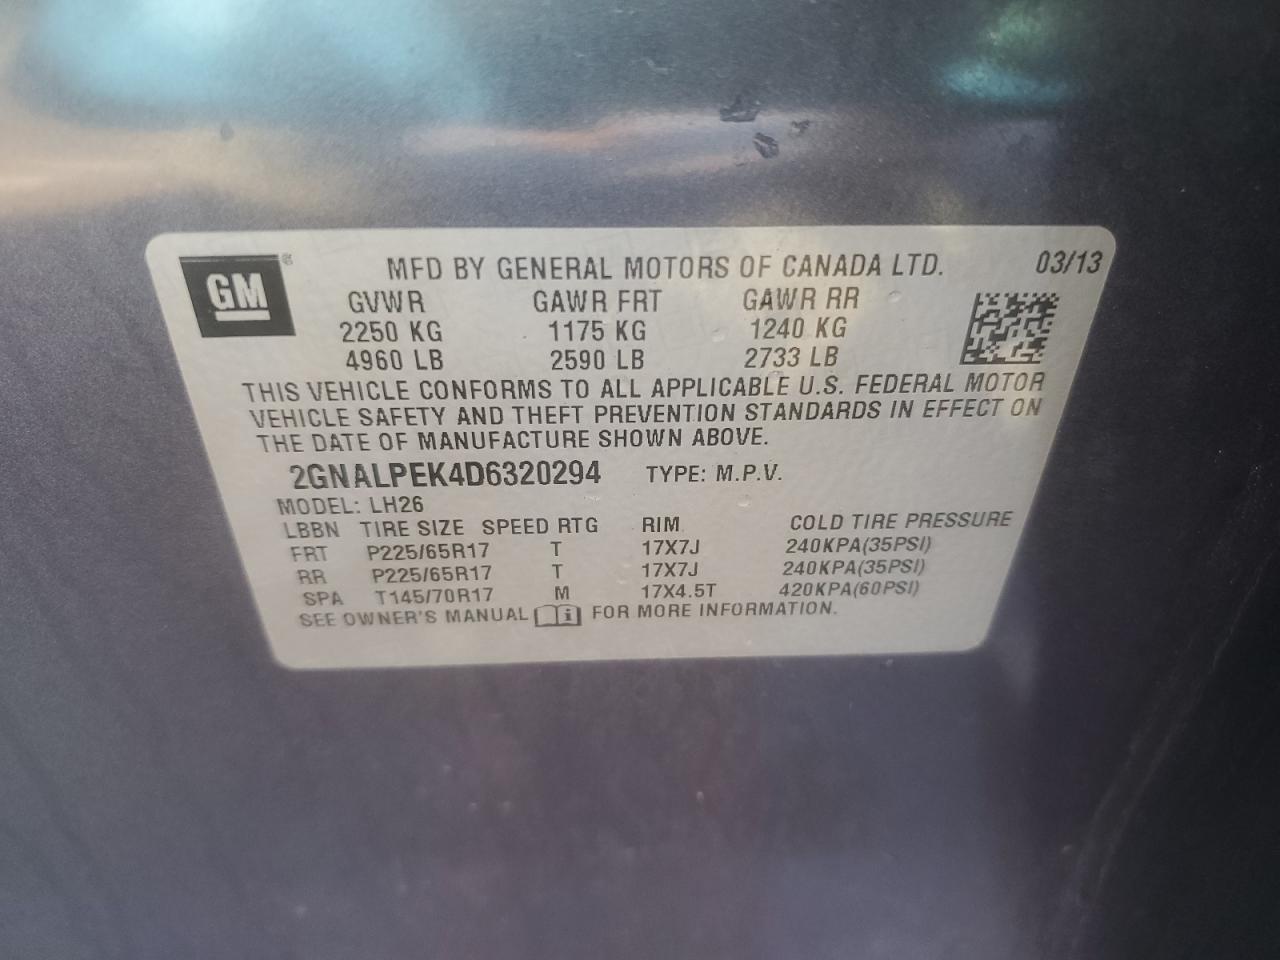 GM®
MFD BY GENERAL MOTORS OF CANADA LTD. 03/13
GVWR GAWR FRT GAWR RR
2250 KG 1175 KG 1240 KG
4960 LB 2590 LB 2733 LB
THIS VEHICLE CONFORMS TO ALL APPLICABLE U.S. FEDERAL MOTOR
VEHICLE SAFETY AND THEFT PREVENTION STANDARDS IN EFFECT ON
THE DATE OF MANUFACTURE SHOWN ABOVE.
2GNALPEK4D6320294 TYPE: M.P.V.
MODEL: LH26
LBBN TIRE SIZE SPEED RTG RIM COLD TIRE PRESSURE
FRT P225/65R17 T 17X7J 240KPA(35PSI)
RR P225/65R17 T 17X7J 240KPA(35PSI)
SPA T145/70R17 M 17X4.5T 420KPA(60PSI)
SEE OWNER'S MANUAL i FOR MORE INFORMATION.